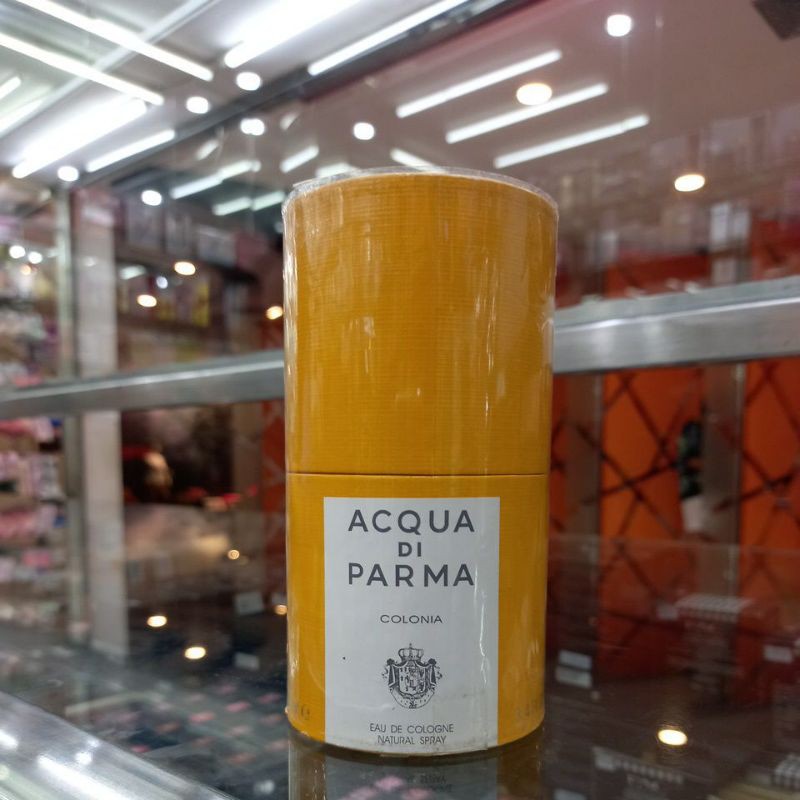 ACQUA
DI
PARMA
COLONIA
EAU DE COLOGNE
NATURAL SPRAY